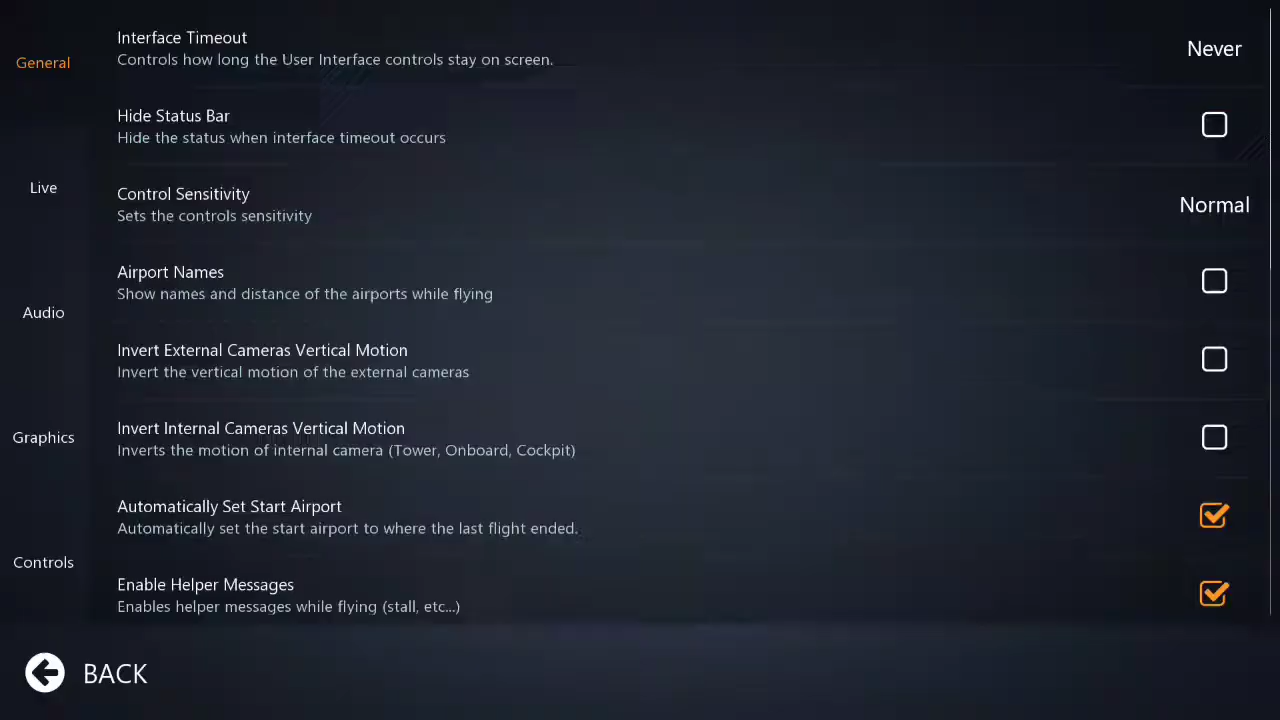 General
Live
Audio
Graphics
Controls
Interface Timeout
Controls how long the User Interface controls stay on screen.
Never
Hide Status Bar
Hide the status when interface timeout occurs
Control Sensitivity
Sets the controls sensitivity
Normal
Airport Names
Show names and distance of the airports while flying
Invert External Cameras Vertical Motion
Invert the vertical motion of the external cameras
Invert Internal Cameras Vertical Motion
Inverts the motion of internal camera (Tower, Onboard, Cockpit)
Automatically Set Start Airport
Automatically set the start airport to where the last flight ended.
Enable Helper Messages
Enables helper messages while flying (stall, etc...)
BACK